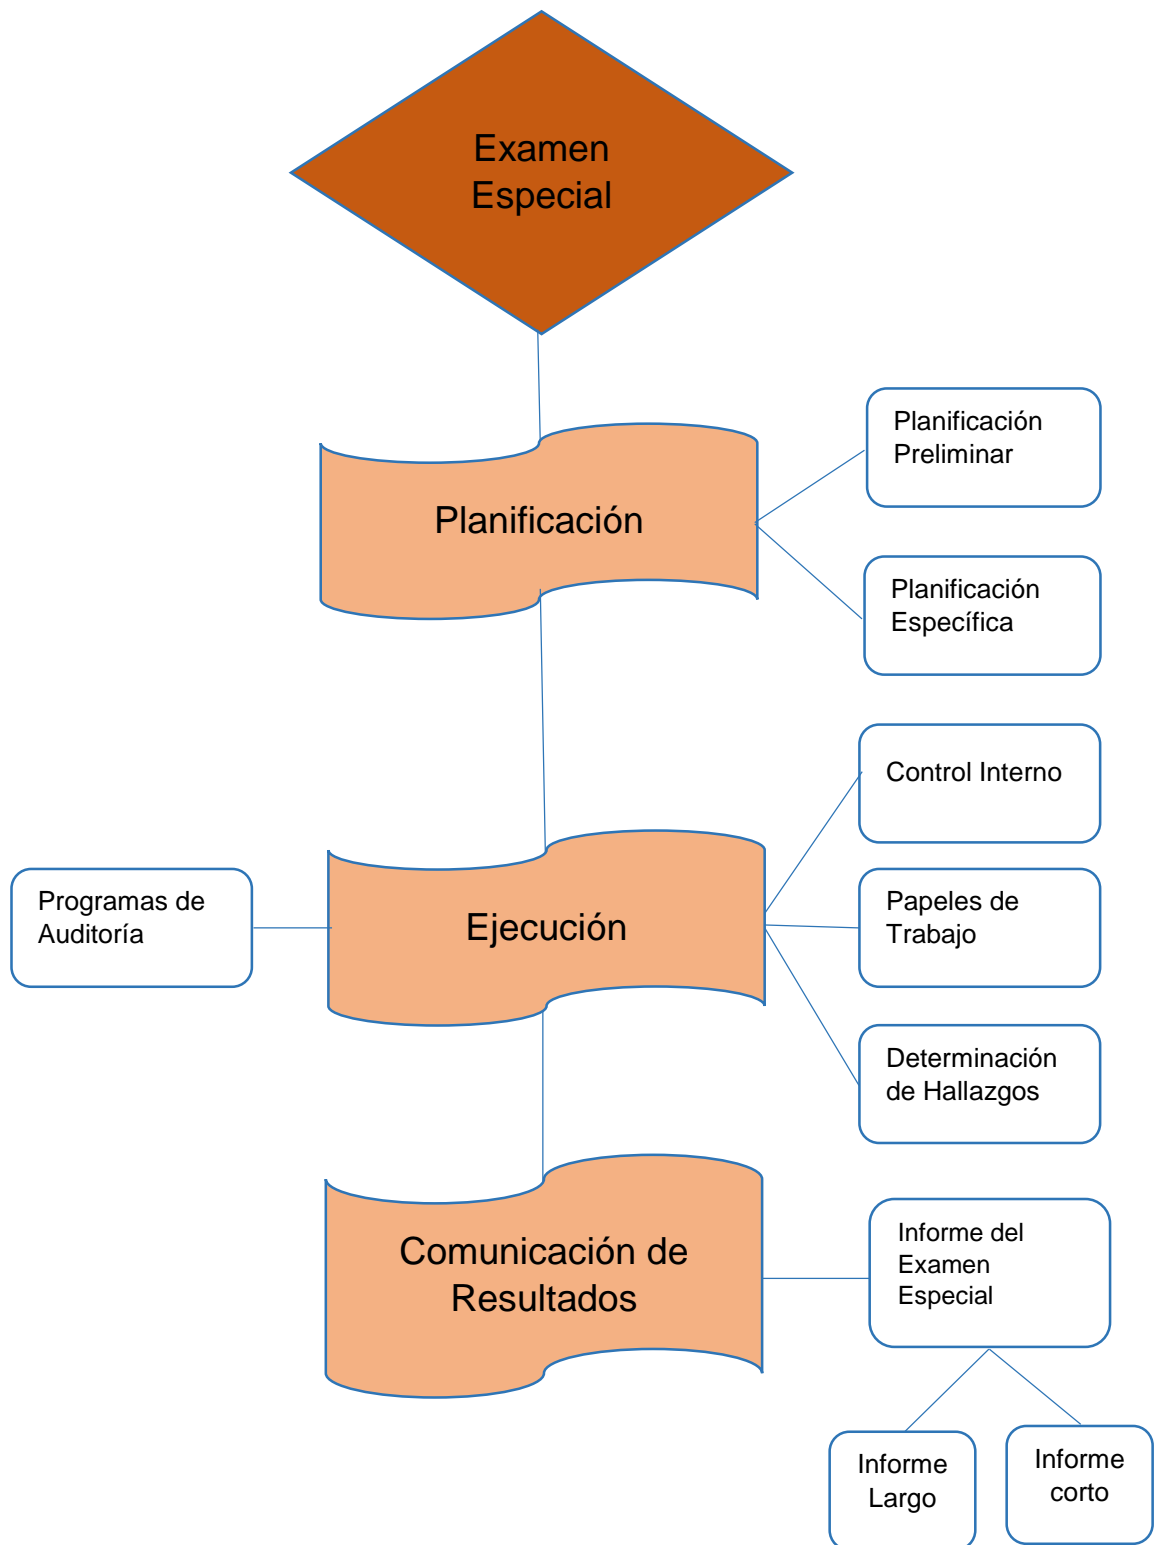 Examen
Especial
Planificación
Planificación
Preliminar
Planificación
Específica
Programas de
Auditoría
Ejecución
Control Interno
Papeles de
Trabajo
Determinación
de Hallazgos
Comunicación de
Resultados
Informe del
Examen
Especial
Informe
Largo
Informe
corto